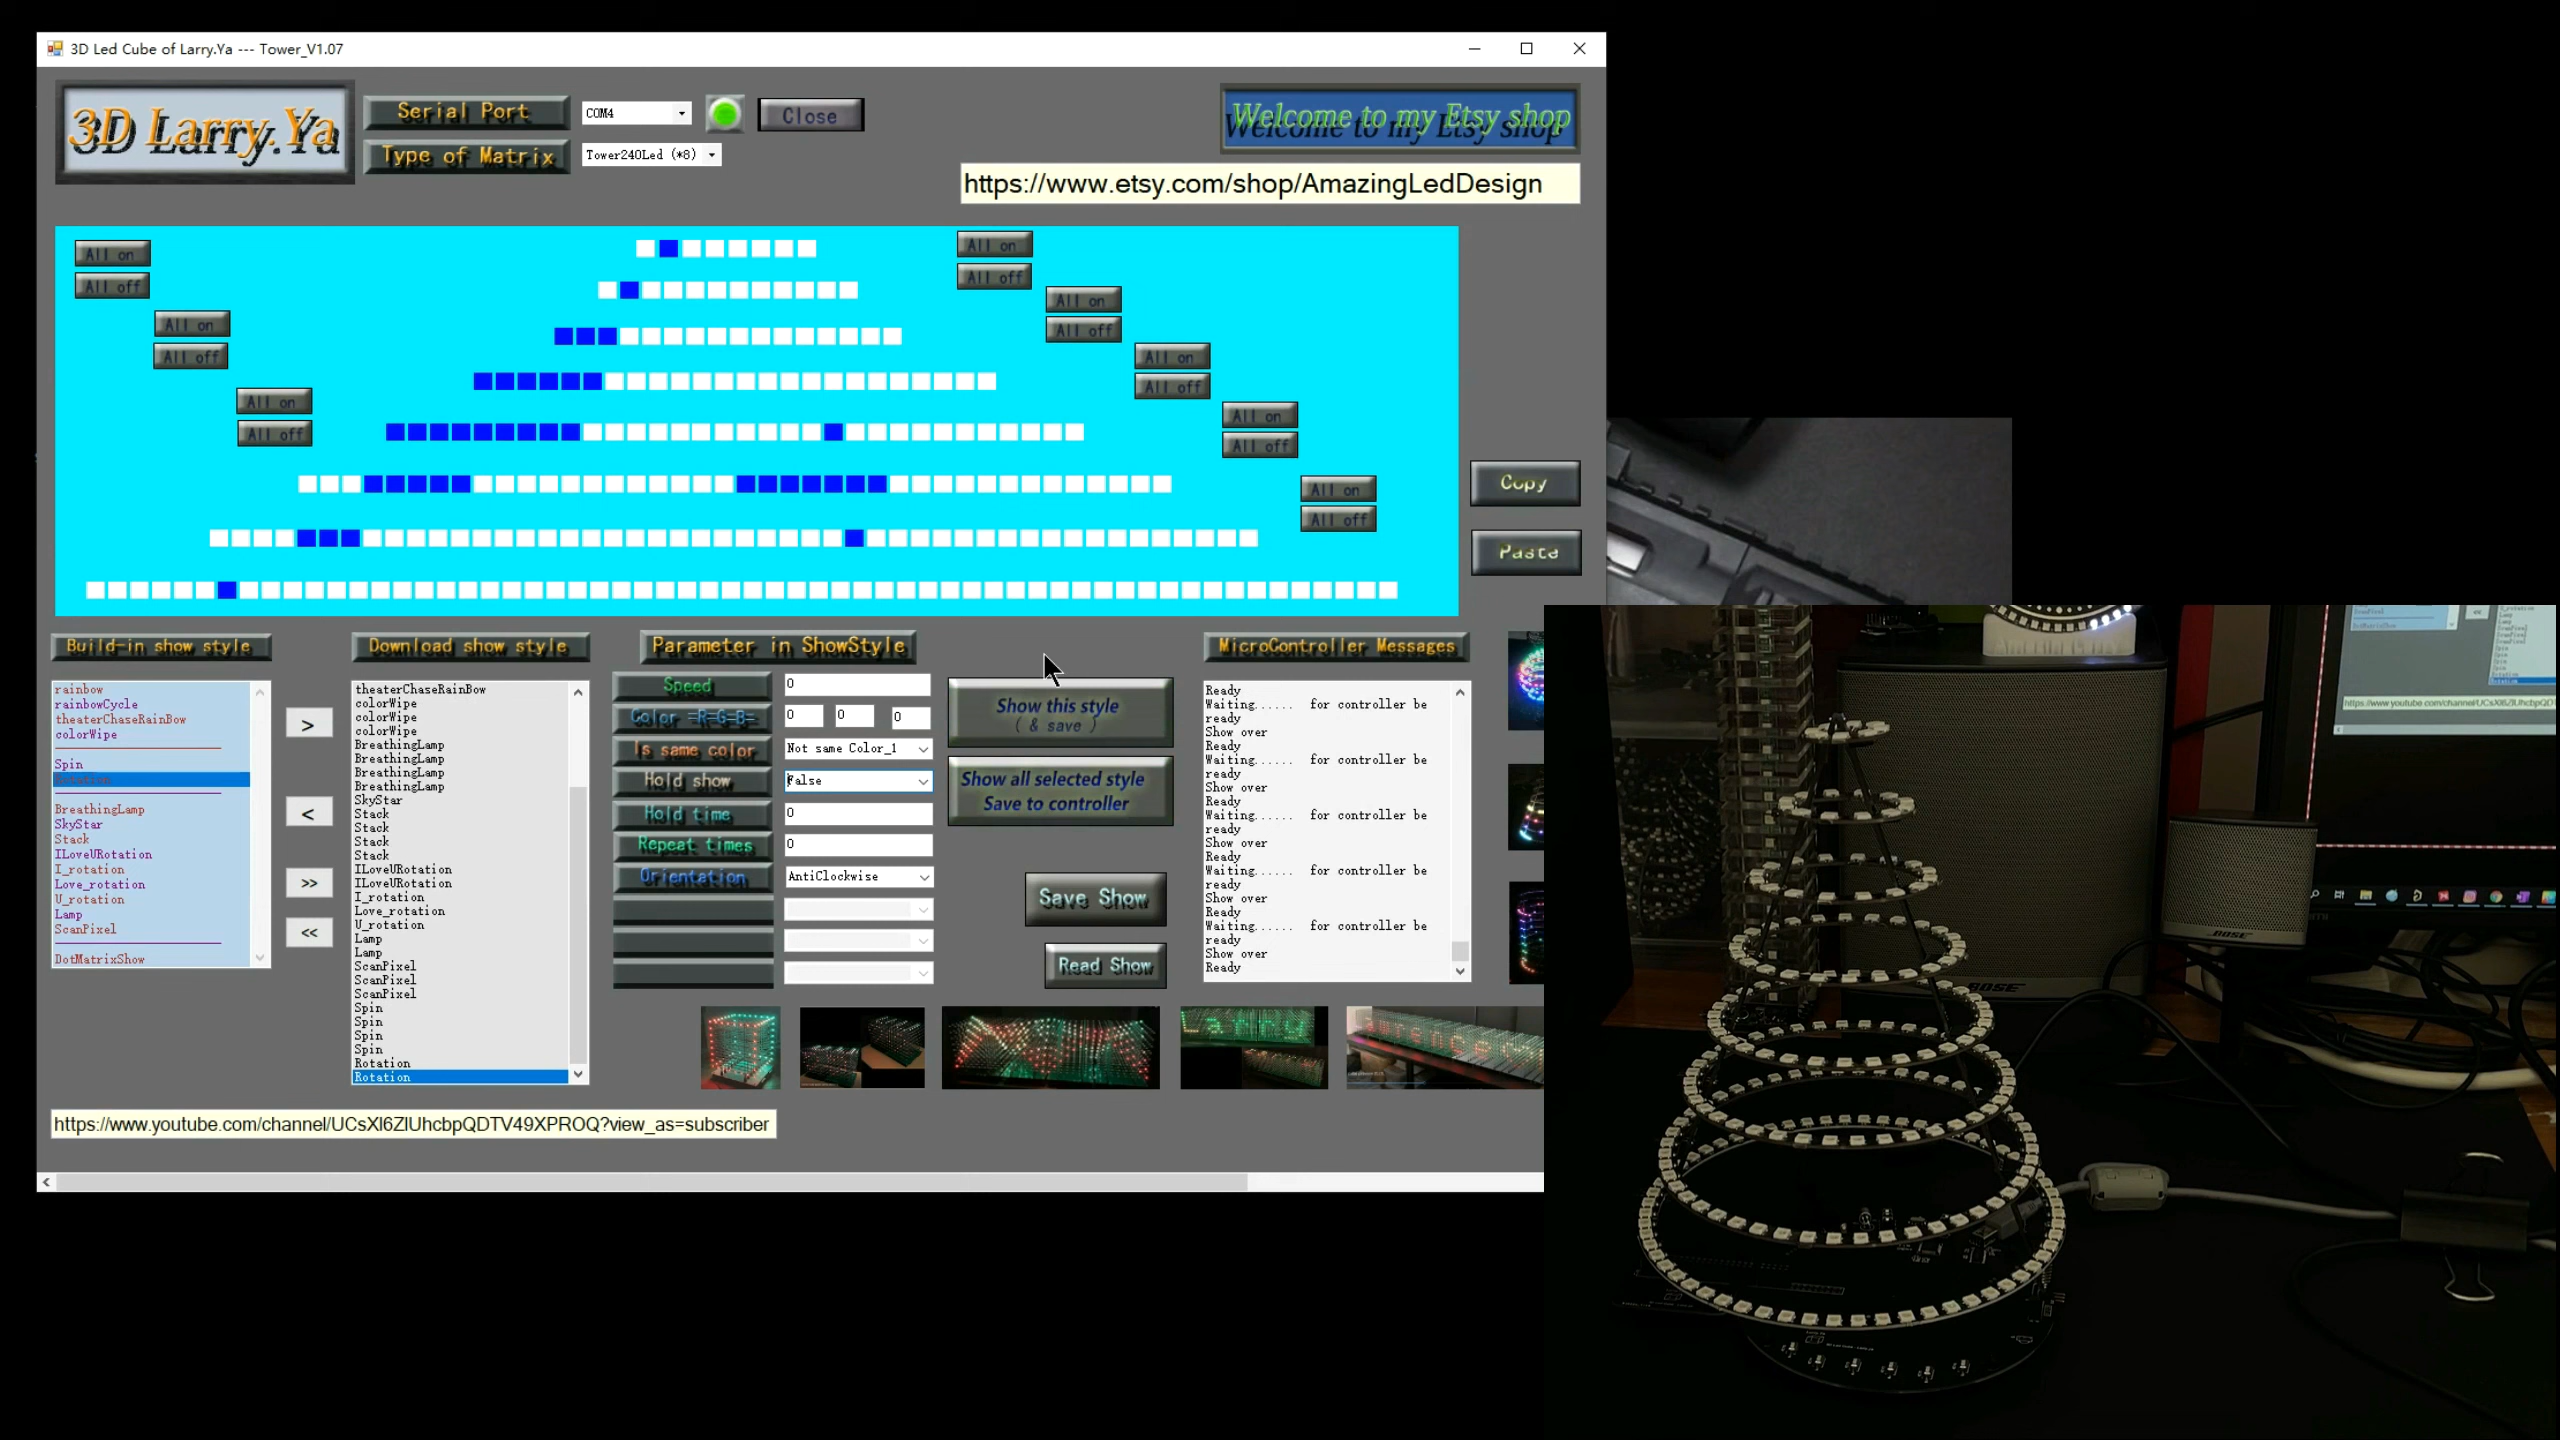 3D Led Cube of Larry.Ya --- Tower_V1.07
3D Larry.Ya
Serial Port
COM4
Close
Type of Matrix
Tower240Led (*8)
Welcome to my Etsy shop
https://www.etsy.com/shop/AmazingLedDesign
All on
All off
All on
All off
All on
All off
All on
All off
All on
All off
All on
All off
All on
All off
All on
All off
Copy
Paste
Build-in show style
rainbow
rainbowCycle
theaterChaseRainBow
colorWipe
Spin
Rotation
BreathingLamp
SkyStar
Stack
ILoveURotation
I_rotation
Love_rotation
U_rotation
Lamp
ScanPixel
DotMatrixShow
>
<
>>
<<
Download show style
theaterChaseRainBow
colorWipe
colorWipe
colorWipe
BreathingLamp
BreathingLamp
BreathingLamp
BreathingLamp
SkyStar
Stack
Stack
Stack
Stack
ILoveURotation
ILoveURotation
I_rotation
Love_rotation
U_rotation
Lamp
Lamp
ScanPixel
ScanPixel
ScanPixel
Spin
Spin
Spin
Spin
Rotation
Rotation
Parameter in ShowStyle
Speed
0
Color =R=G=B=
0 0 0
Is same color
Not same Color_1
Hold show
False
Hold time
0
Repeat times
0
Orientation
AntiClockwise
Show this style
( & save )
Show all selected style
Save to controller
Save Show
Read Show
MicroController Messages
Ready
Waiting...... for controller be
ready
Show over
Ready
Waiting...... for controller be
ready
Show over
Ready
Waiting...... for controller be
ready
Show over
Ready
Waiting...... for controller be
ready
Show over
Ready
Waiting...... for controller be
ready
Show over
Ready
https://www.youtube.com/channel/UCsXI6ZlUhcbpQDTV49XPROQ?view_as=subscriber
BOSE
BOSE